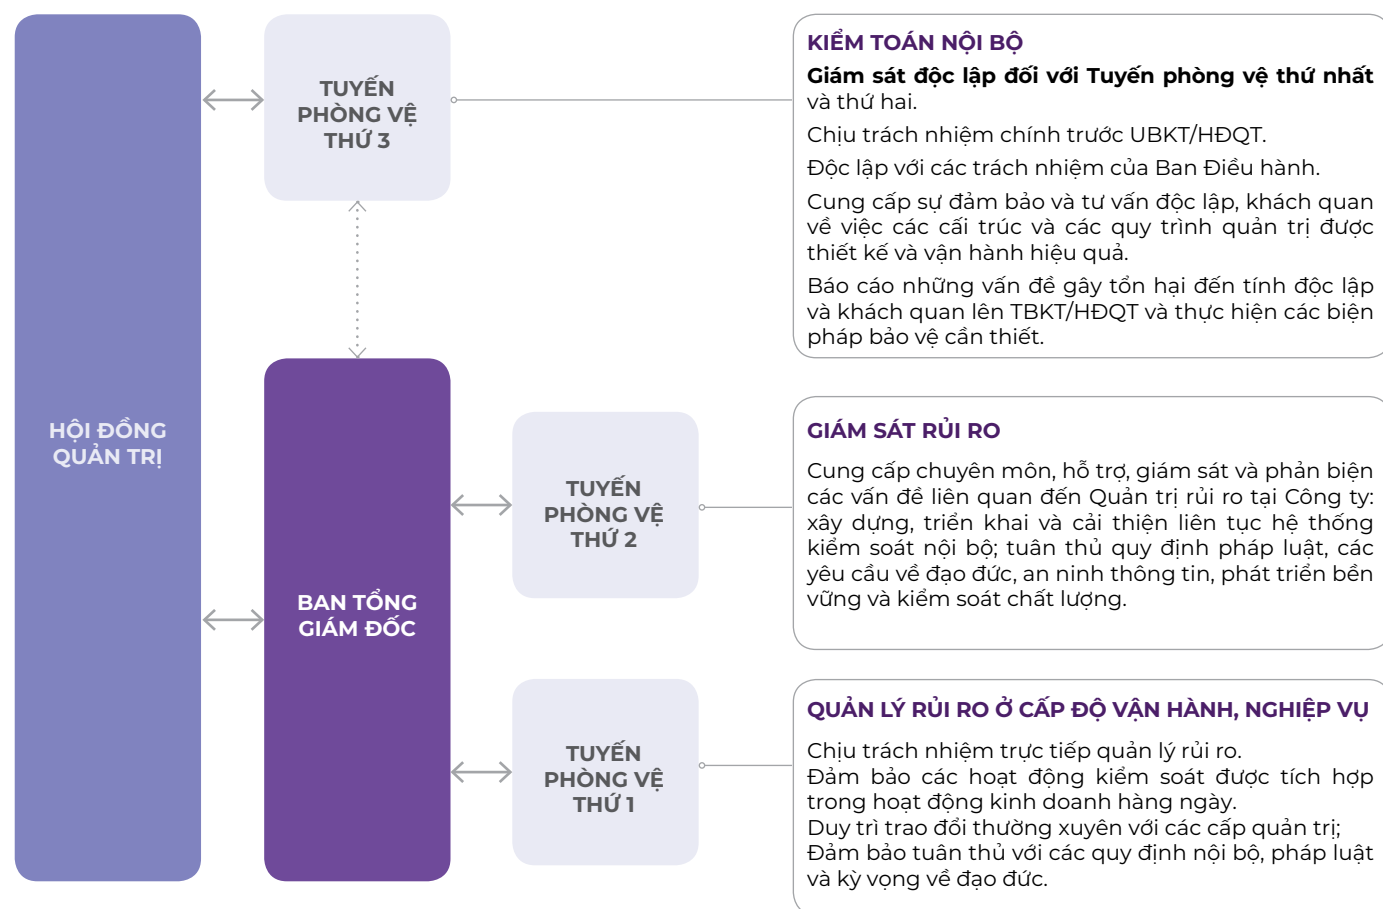 HỘI ĐỒNG
QUẢN TRỊ
TUYẾN
PHÒNG VỆ
THỨ 3
KIỂM TOÁN NỘI BỘ
Giám sát độc lập đối với Tuyến phòng vệ thứ nhất
và thứ hai.
Chịu trách nhiệm chính trước UBKT/HĐQT.
Độc lập với các trách nhiệm của Ban Điều hành.
Cung cấp sự đảm bảo và tư vấn độc lập, khách quan
về việc các cấi trúc và các quy trình quản trị được
thiết kế và vận hành hiệu quả.
Báo cáo những vấn đề gây tổn hại đến tính độc lập
và khách quan lên TBKT/HĐQT và thực hiện các biện
pháp bảo vệ cần thiết.
BAN TỔNG
GIÁM ĐỐC
TUYẾN
PHÒNG VỆ
THỨ 2
GIÁM SÁT RỦI RO
Cung cấp chuyên môn, hỗ trợ, giám sát và phản biện
các vấn đề liên quan đến Quản trị rủi ro tại Công ty:
xây dựng, triển khai và cải thiện liên tục hệ thống
kiểm soát nội bộ; tuân thủ quy định pháp luật, các
yêu cầu về đạo đức, an ninh thông tin, phát triển bền
vững và kiểm soát chất lượng.
TUYẾN
PHÒNG VỆ
THỨ 1
QUẢN LÝ RỦI RO Ở CẤP ĐỘ VẬN HÀNH, NGHIỆP VỤ
Chịu trách nhiệm trực tiếp quản lý rủi ro.
Đảm bảo các hoạt động kiểm soát được tích hợp
trong hoạt động kinh doanh hàng ngày.
Duy trì trao đổi thường xuyên với các cấp quản trị;
Đảm bảo tuân thủ với các quy định nội bộ, pháp luật
và kỳ vọng về đạo đức.